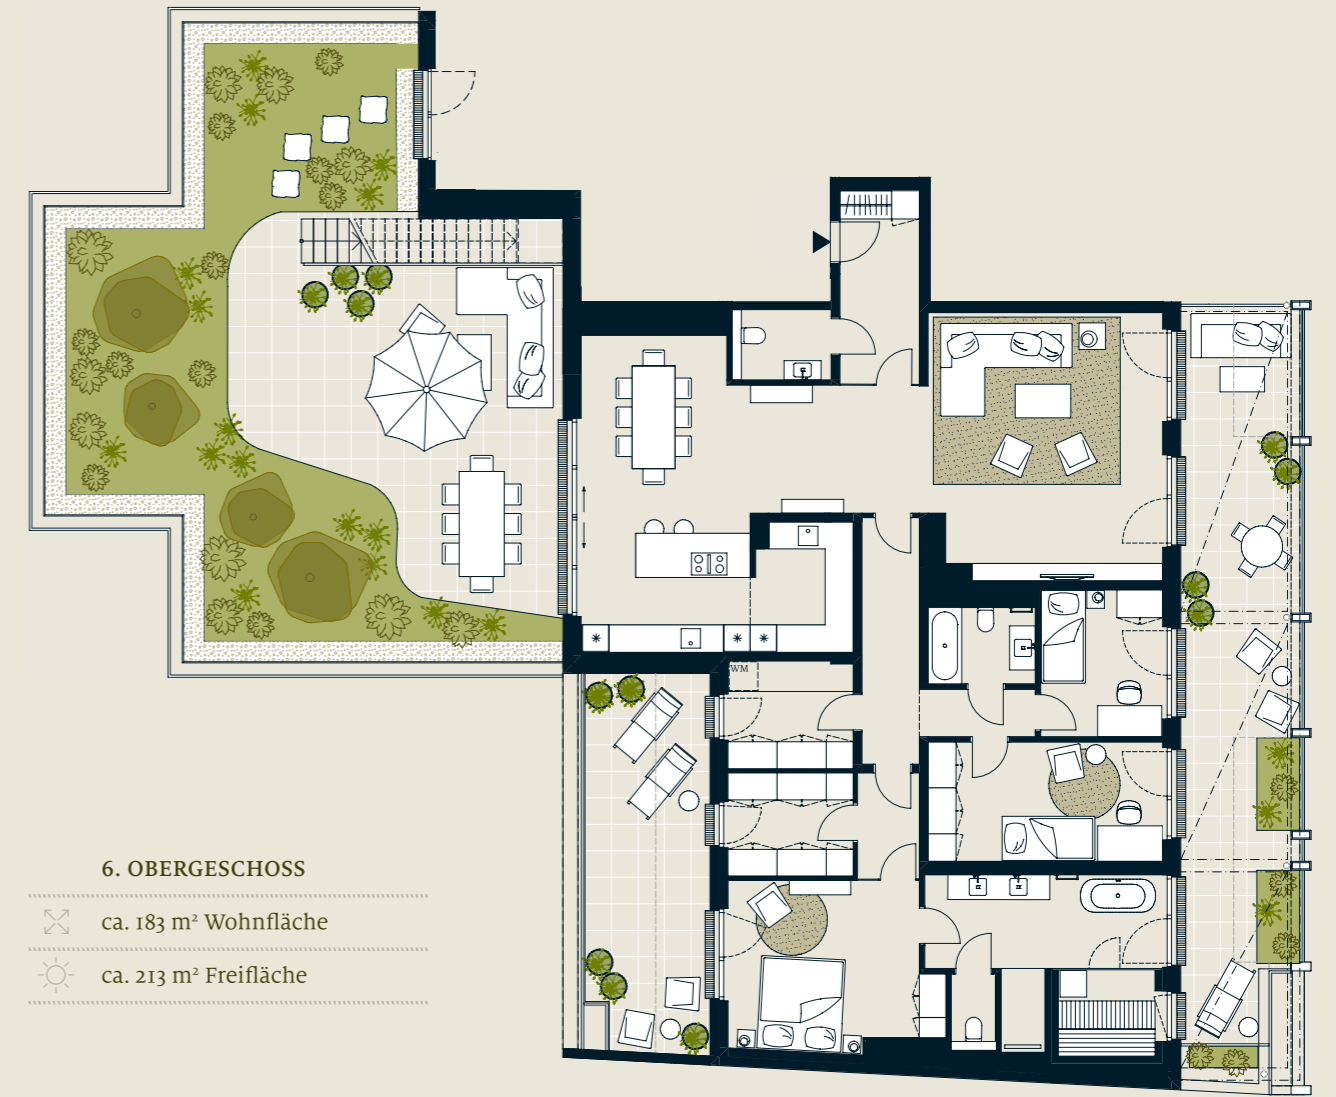 WM
6. OBERGESCHOSS
ca. 183 m² Wohnfläche
ca. 213 m² Freifläche